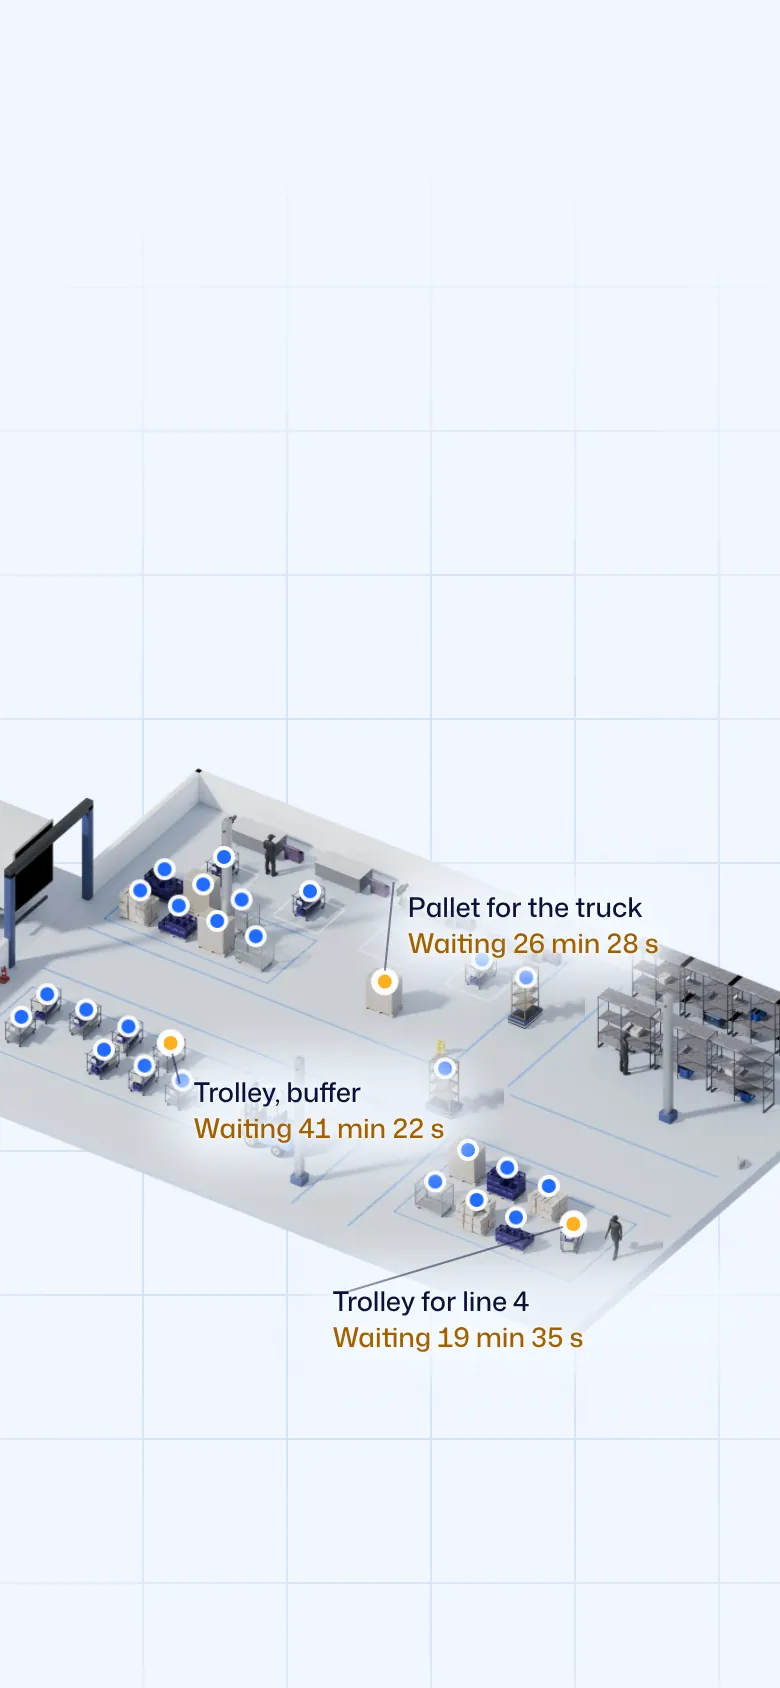 Pallet for the truck
Waiting 26 min 28 s
Trolley, buffer
Waiting 41 min 22 s
Trolley for line 4
Waiting 19 min 35 s